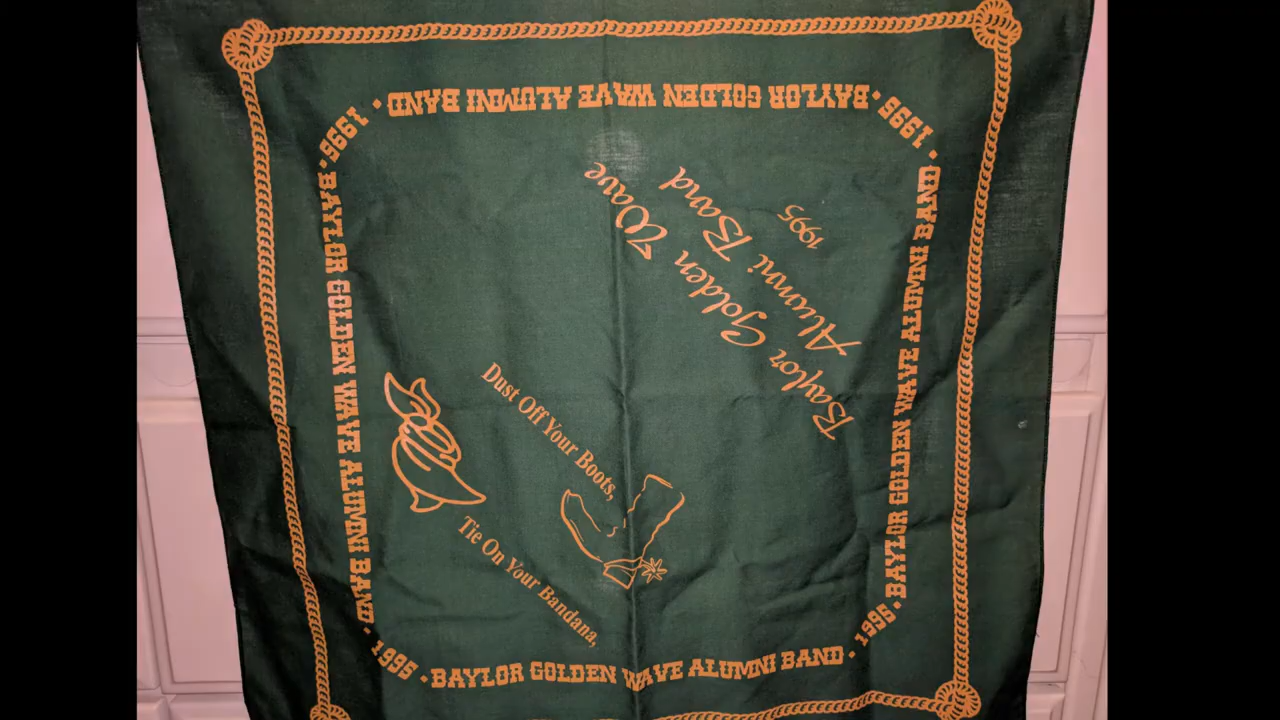 BAYLOR GOLDEN WAVE ALUMNI BAND • 1995 •
BAYLOR GOLDEN WAVE ALUMNI BAND • 1995 •
BAYLOR GOLDEN WAVE ALUMNI BAND • 1995 •
BAYLOR GOLDEN WAVE ALUMNI BAND • 1995 •
Baylor Golden Wave
Alumni Band
1995
Dust Off Your Boots,
Tie On Your Bandana,